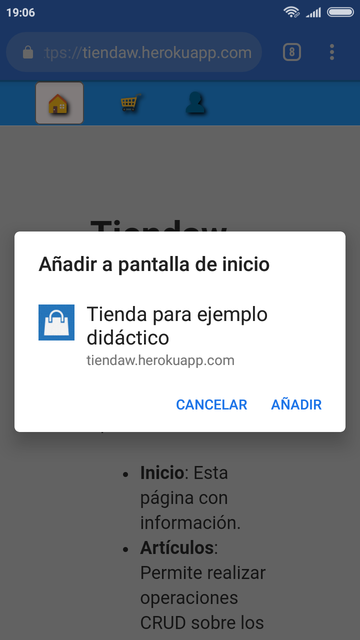 19:06
tps://tiendaw.herokuapp.com
8
Tiendaw
Añadir a pantalla de inicio
Tienda para ejemplo
didáctico
tiendaw.herokuapp.com
CANCELAR
AÑADIR
• Inicio: Esta
página con
información.
• Artículos:
Permite realizar
operaciones
CRUD sobre los